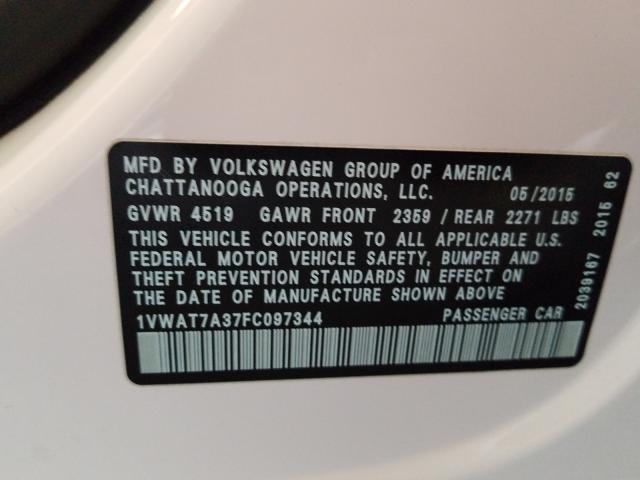 MFD BY VOLKSWAGEN GROUP OF AMERICA
CHATTANOOGA OPERATIONS, LLC. 05/2015
GVWR 4519 GAWR FRONT 2359 / REAR 2271 LBS
THIS VEHICLE CONFORMS TO ALL APPLICABLE U.S.
FEDERAL MOTOR VEHICLE SAFETY, BUMPER AND
THEFT PREVENTION STANDARDS IN EFFECT ON
THE DATE OF MANUFACTURE SHOWN ABOVE
1VWAT7A37FC097344 PASSENGER CAR
2039167 2015 62